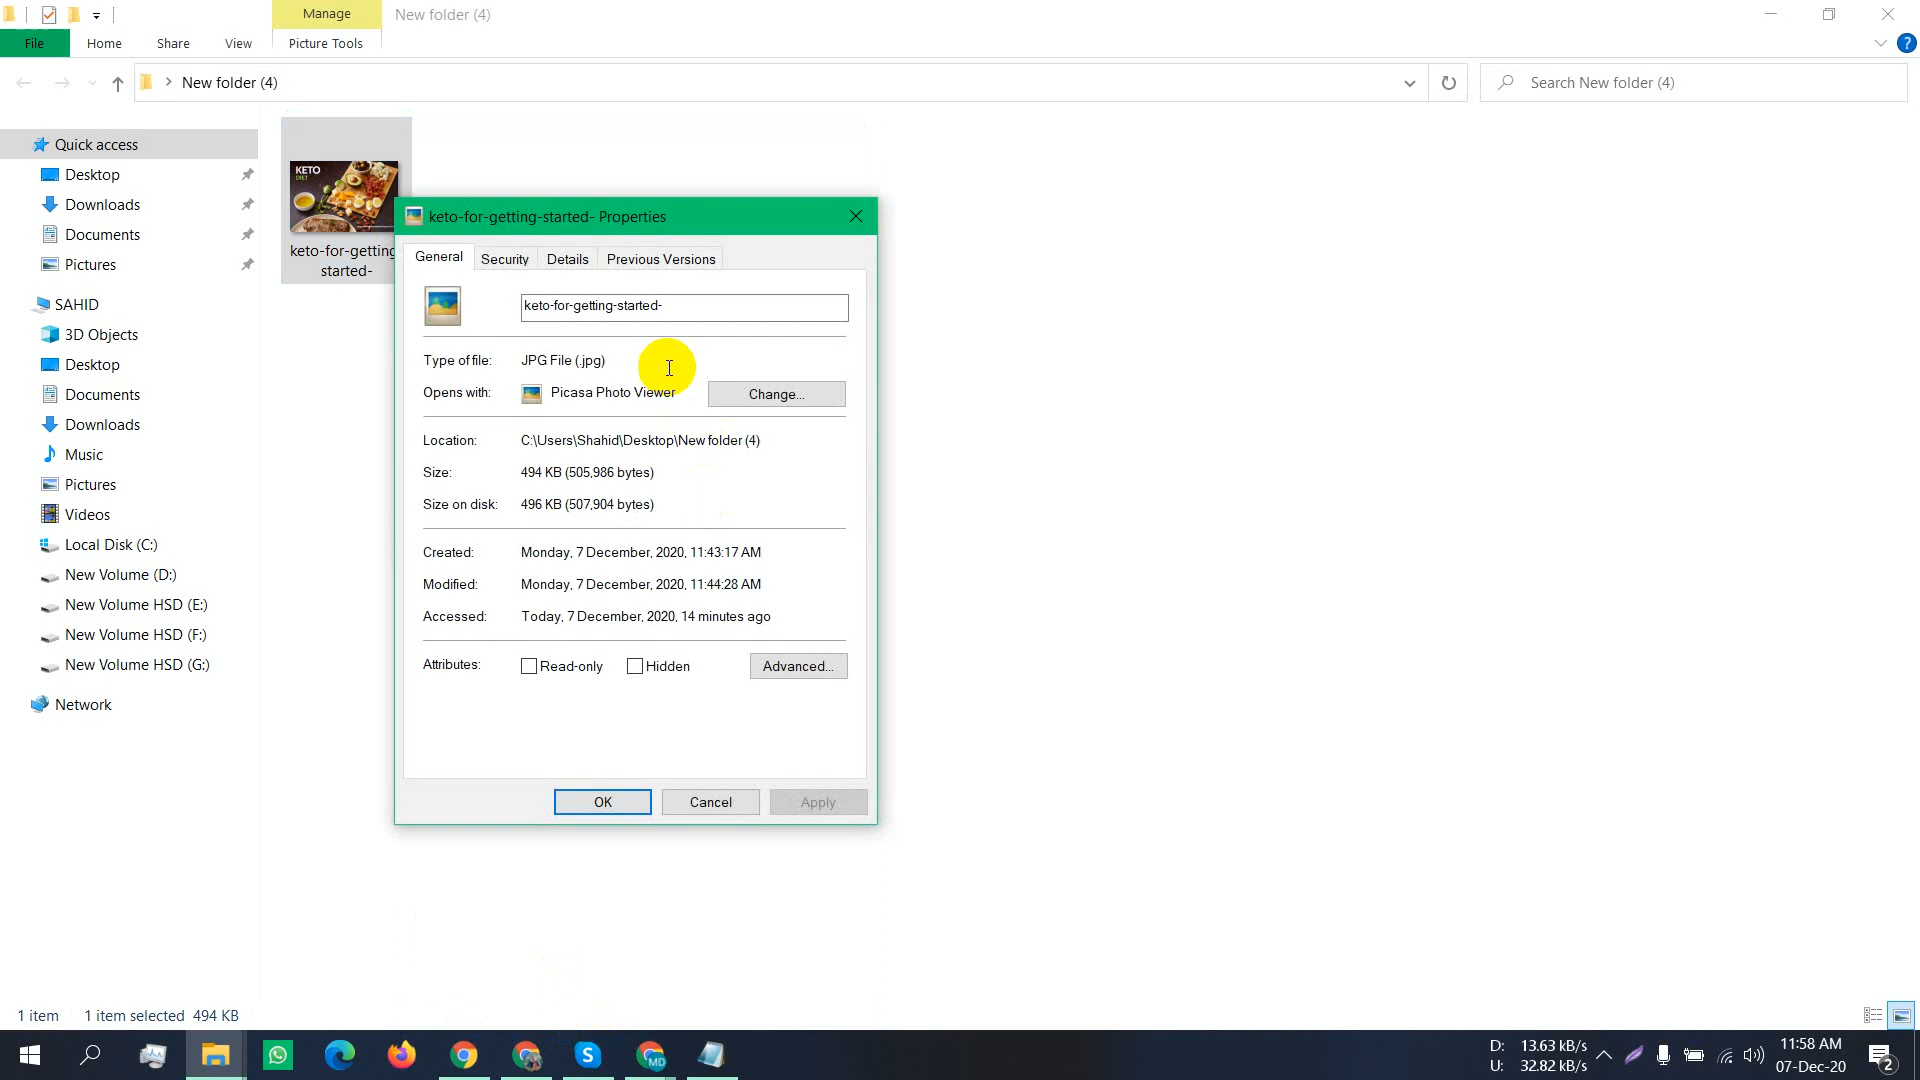 Manage
New folder (4)
File
Home
Share
View
Picture Tools
New folder (4)
Search New folder (4)
Quick access
Desktop
Downloads
Documents
Pictures
SAHID
3D Objects
Desktop
Documents
Downloads
Music
Pictures
Videos
Local Disk (C:)
New Volume (D:)
New Volume HSD (E:)
New Volume HSD (F:)
New Volume HSD (G:)
Network
KETO
DIET
keto-for-getting
started-
keto-for-getting-started- Properties
General
Security
Details
Previous Versions
keto-for-getting-started-
Type of file:
JPG File (.jpg)
Opens with:
Picasa Photo Viewer
Change...
Location:
C:\Users\Shahid\Desktop\New folder (4)
Size:
494 KB (505,986 bytes)
Size on disk:
496 KB (507,904 bytes)
Created:
Monday, 7 December, 2020, 11:43:17 AM
Modified:
Monday, 7 December, 2020, 11:44:28 AM
Accessed:
Today, 7 December, 2020, 14 minutes ago
Attributes:
Read-only
Hidden
Advanced...
OK
Cancel
Apply
1 item
1 item selected 494 KB
MD
D: 13.63 kB/s
U: 32.82 kB/s
11:58 AM
07-Dec-20
2